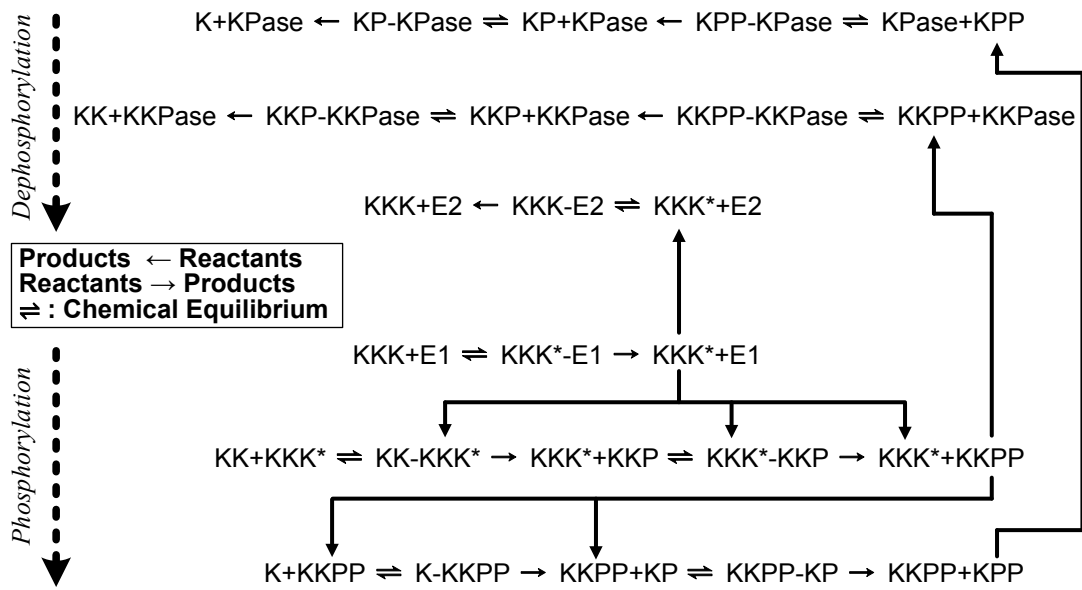 K+KPase ← KP-KPase ⇌ KP+KPase ← KPP-KPase ⇌ KPase+KPP
Dephosphorylation
KK+KKPase ← KKP-KKPase ⇌ KKP+KKPase ← KKPP-KKPase ⇌ KKPP+KKPase
KKK+E2 ← KKK-E2 ⇌ KKK*+E2
Products ← Reactants
Reactants → Products
⇌ : Chemical Equilibrium
KKK+E1 ⇌ KKK*-E1 → KKK*+E1
Phosphorylation
KK+KKK* ⇌ KK-KKK* → KKK*+KKP ⇌ KKK*-KKP → KKK*+KKPP
K+KKPP ⇌ K-KKPP → KKPP+KP ⇌ KKPP-KP → KKPP+KPP